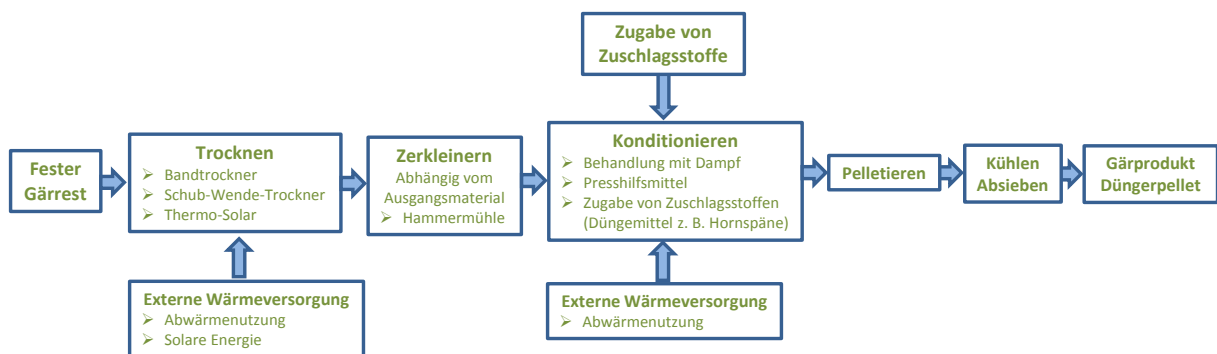 Zugabe von
Zuschlagsstoffe
Fester
Gärrest
Trocknen
➢ Bandtrockner
➢ Schub-Wende-Trockner
➢ Thermo-Solar
Zerkleinern
Abhängig vom
Ausgangsmaterial
➢ Hammermühle
Konditionieren
➢ Behandlung mit Dampf
➢ Presshilfsmittel
➢ Zugabe von Zuschlagsstoffen
(Düngemittel z. B. Hornspäne)
Pelletieren
Kühlen
Absieben
Gärprodukt
Düngerpellet
Externe Wärmeversorgung
➢ Abwärmenutzung
➢ Solare Energie
Externe Wärmeversorgung
➢ Abwärmenutzung